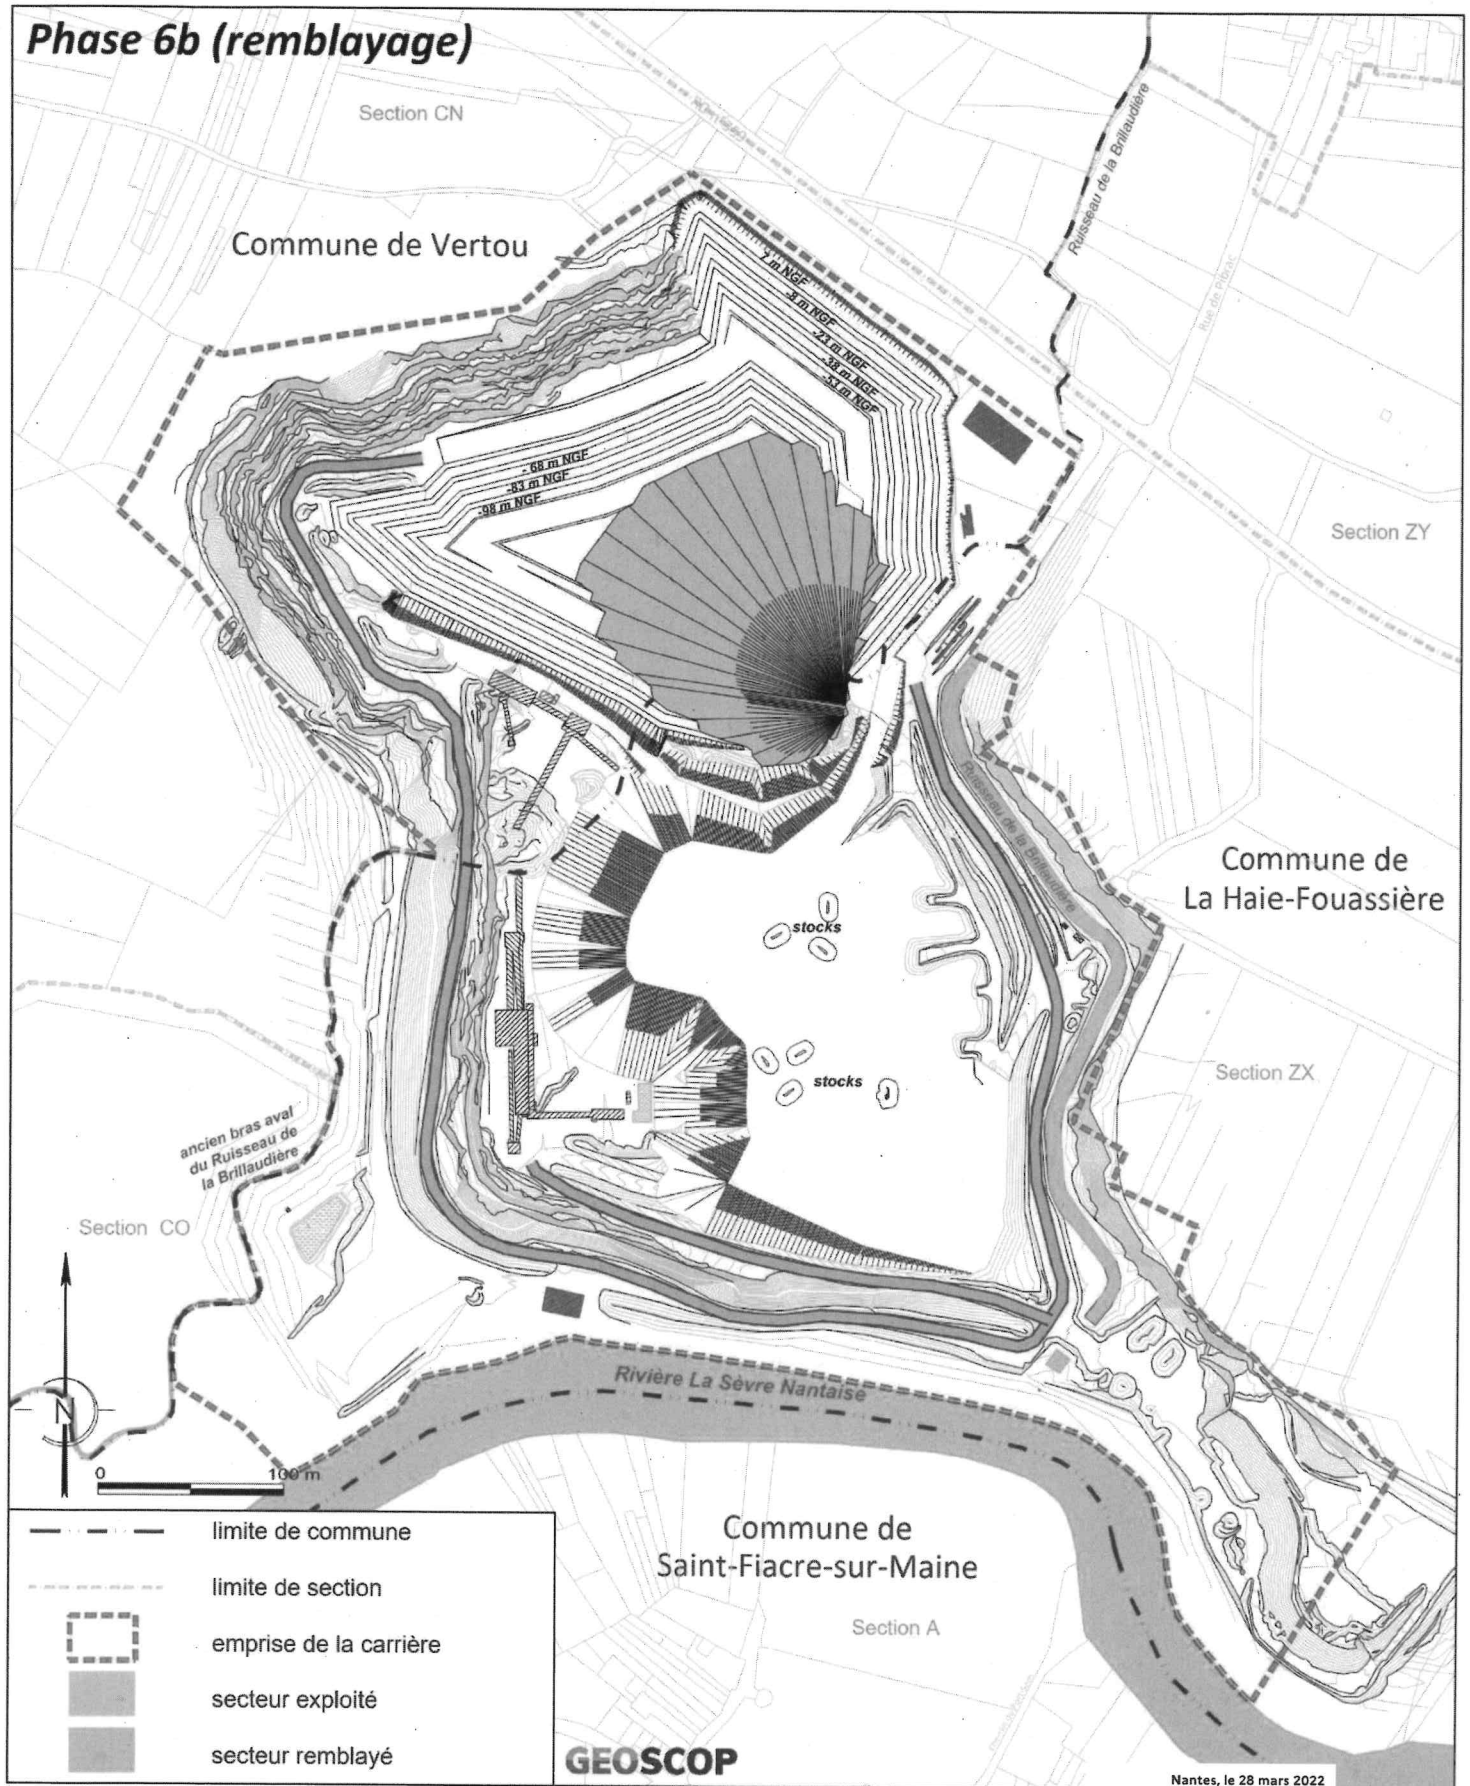 Phase 6b (remblayage)
Section CN
Commune de Vertou
Ruisseau de la Brillaudière
Rue de Pibrac
7 m NGF
-8 m NGF
-23 m NGF
-38 m NGF
-53 m NGF
- 68 m NGF
-83 m NGF
-98 m NGF
Section ZY
Ruisseau de la Brillaudière
Commune de
La Haie-Fouassière
stocks
stocks
Section ZX
ancien bras aval
du Ruisseau de
la Brillaudière
Section CO
N
Rivière La Sèvre Nantaise
0 100 m
Commune de
Saint-Fiacre-sur-Maine
Section A
limite de commune
limite de section
emprise de la carrière
secteur exploité
secteur remblayé
GEOSCOP
Nantes, le 28 mars 2022